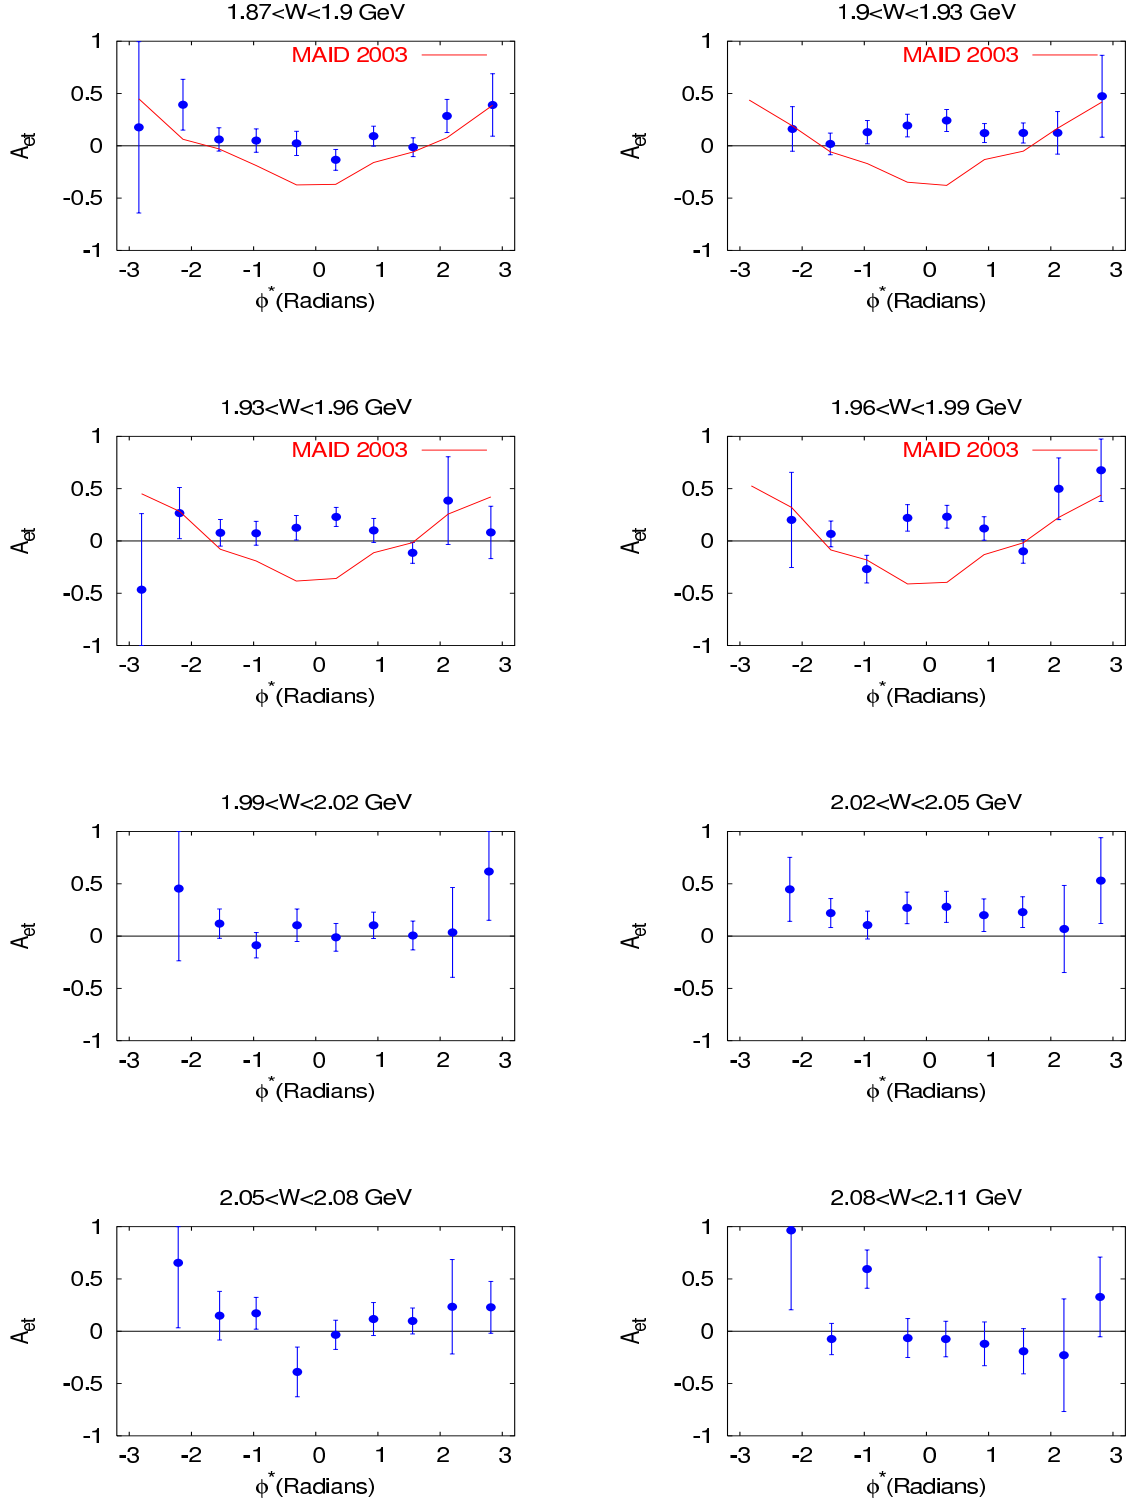 1.87<W<1.9 GeV
MAID 2003
1
0.5
0
-0.5
-1
A_et
-3 -2 -1 0 1 2 3
ϕ*(Radians)
1.9<W<1.93 GeV
MAID 2003
1
0.5
0
-0.5
-1
A_et
-3 -2 -1 0 1 2 3
ϕ*(Radians)
1.93<W<1.96 GeV
MAID 2003
1
0.5
0
-0.5
-1
A_et
-3 -2 -1 0 1 2 3
ϕ*(Radians)
1.96<W<1.99 GeV
MAID 2003
1
0.5
0
-0.5
-1
A_et
-3 -2 -1 0 1 2 3
ϕ*(Radians)
1.99<W<2.02 GeV
1
0.5
0
-0.5
-1
A_et
-3 -2 -1 0 1 2 3
ϕ*(Radians)
2.02<W<2.05 GeV
1
0.5
0
-0.5
-1
A_et
-3 -2 -1 0 1 2 3
ϕ*(Radians)
2.05<W<2.08 GeV
1
0.5
0
-0.5
-1
A_et
-3 -2 -1 0 1 2 3
ϕ*(Radians)
2.08<W<2.11 GeV
1
0.5
0
-0.5
-1
A_et
-3 -2 -1 0 1 2 3
ϕ*(Radians)